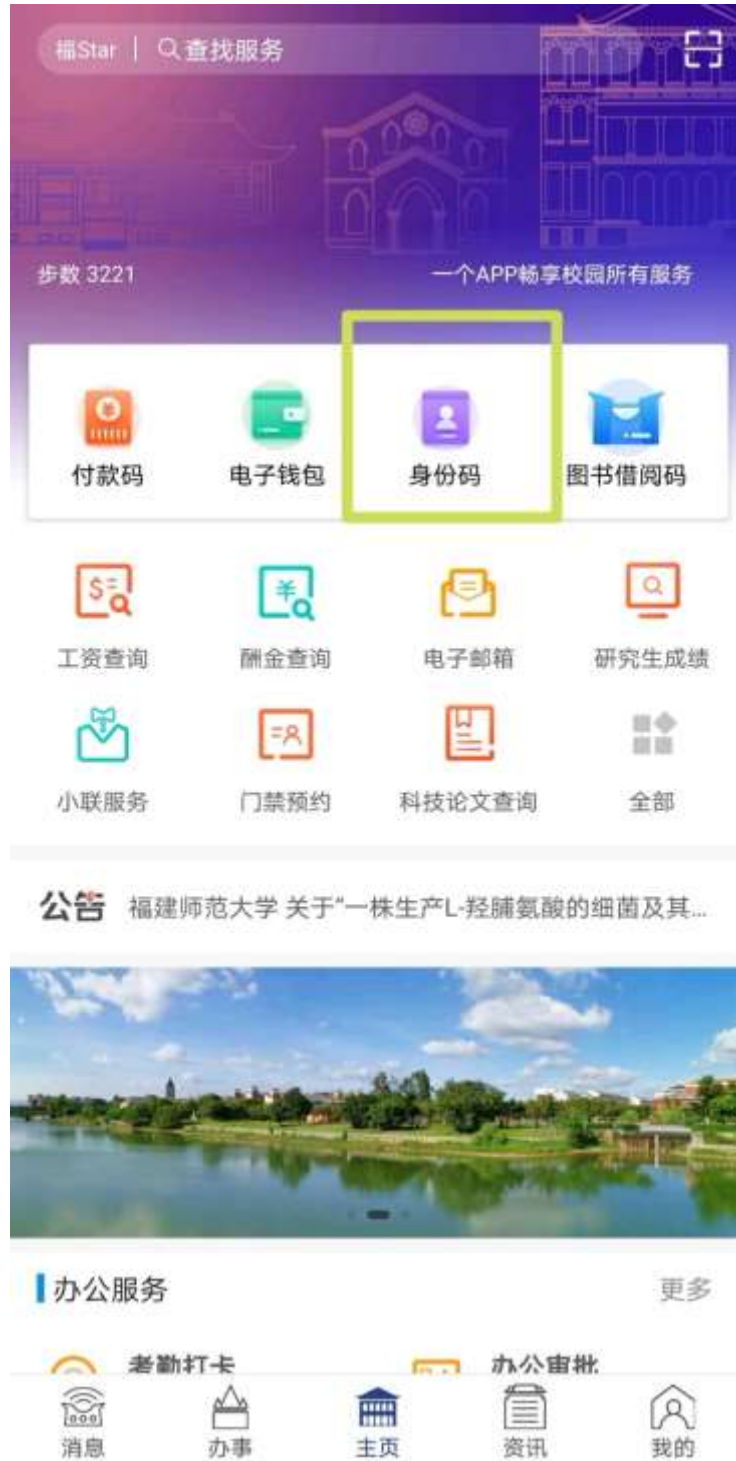 福Star | 查找服务
步数 3221 一个APP畅享校园所有服务
付款码 电子钱包 身份码 图书借阅码
工资查询 酬金查询 电子邮箱 研究生成绩
小联服务 门禁预约 科技论文查询 全部
公告 福建师范大学 关于“一株生产L-羟脯氨酸的细菌及其...
办公服务 更多
考勤打卡 办公审批
消息 办事 主页 资讯 我的